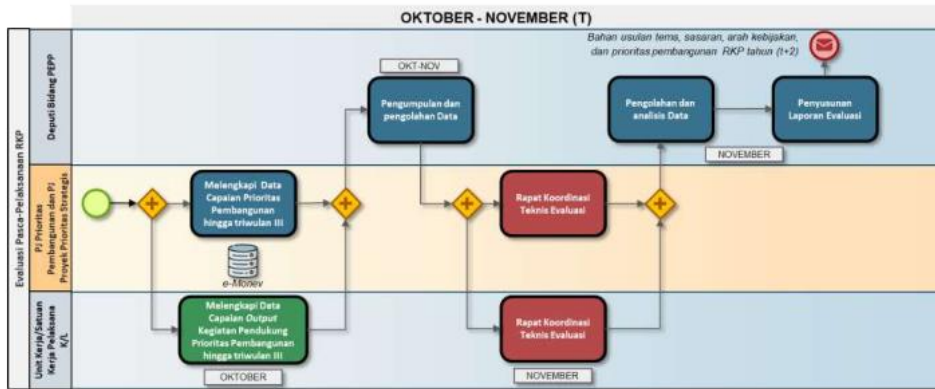 OKTOBER - NOVEMBER (T)
Evaluasi Pasca-Pelaksanaan RKP
Deputi Bidang PEPP
Bahan usulan tema, sasaran, arah kebijakan,
dan prioritas pembangunan RKP tahun (t+2)
OKT-NOV
Pengumpulan dan
pengolahan Data
Pengolahan dan
analisis Data
Penyusunan
Laporan Evaluasi
NOVEMBER
PJ Prioritas
Pembangunan dan PJ
Proyek Prioritas Strategis
Melengkapi Data
Capaian Prioritas
Pembangunan
hingga triwulan III
e-Monev
Rapat Koordinasi
Teknis Evaluasi
Unit Kerja/Satuan
Kerja Pelaksana
K/L
Melengkapi Data
Capaian Output
Kegiatan Pendukung
Prioritas Pembangunan
hingga triwulan III
OKTOBER
Rapat Koordinasi
Teknis Evaluasi
NOVEMBER